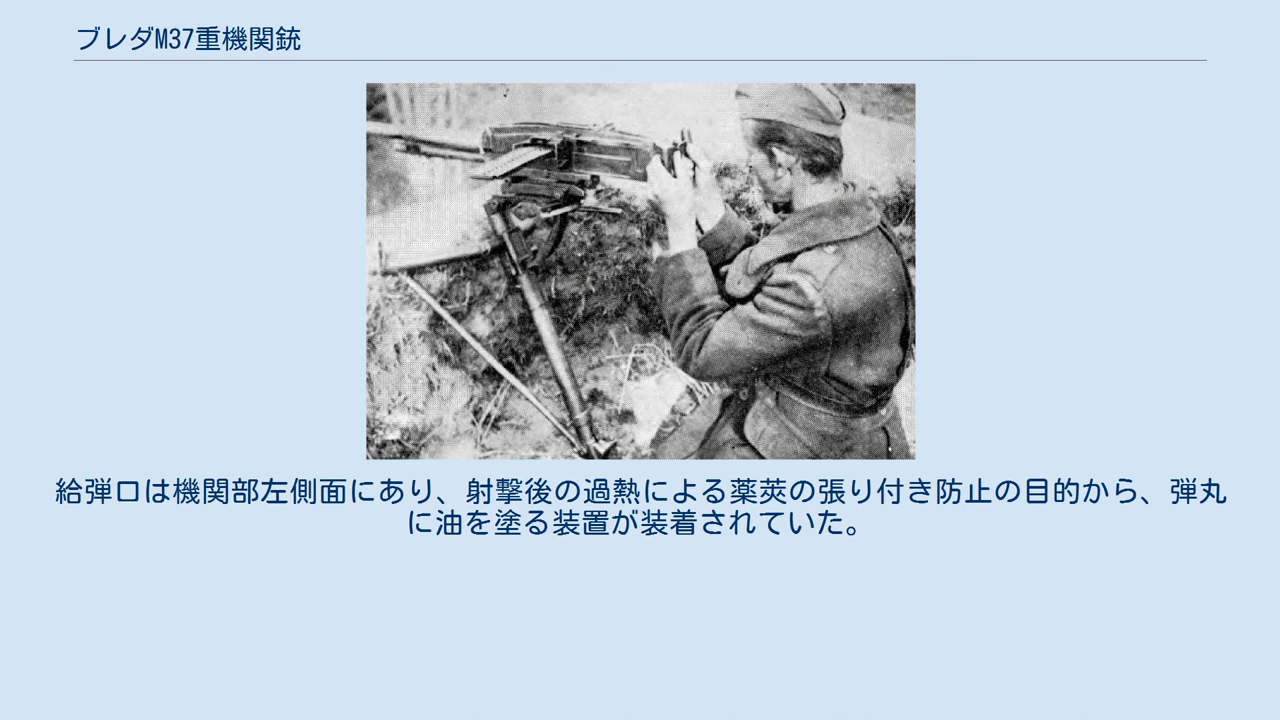 ブレダM37重機関銃
給弾口は機関部左側面にあり、射撃後の過熱による薬莢の張り付き防止の目的から、弾丸
に油を塗る装置が装着されていた。